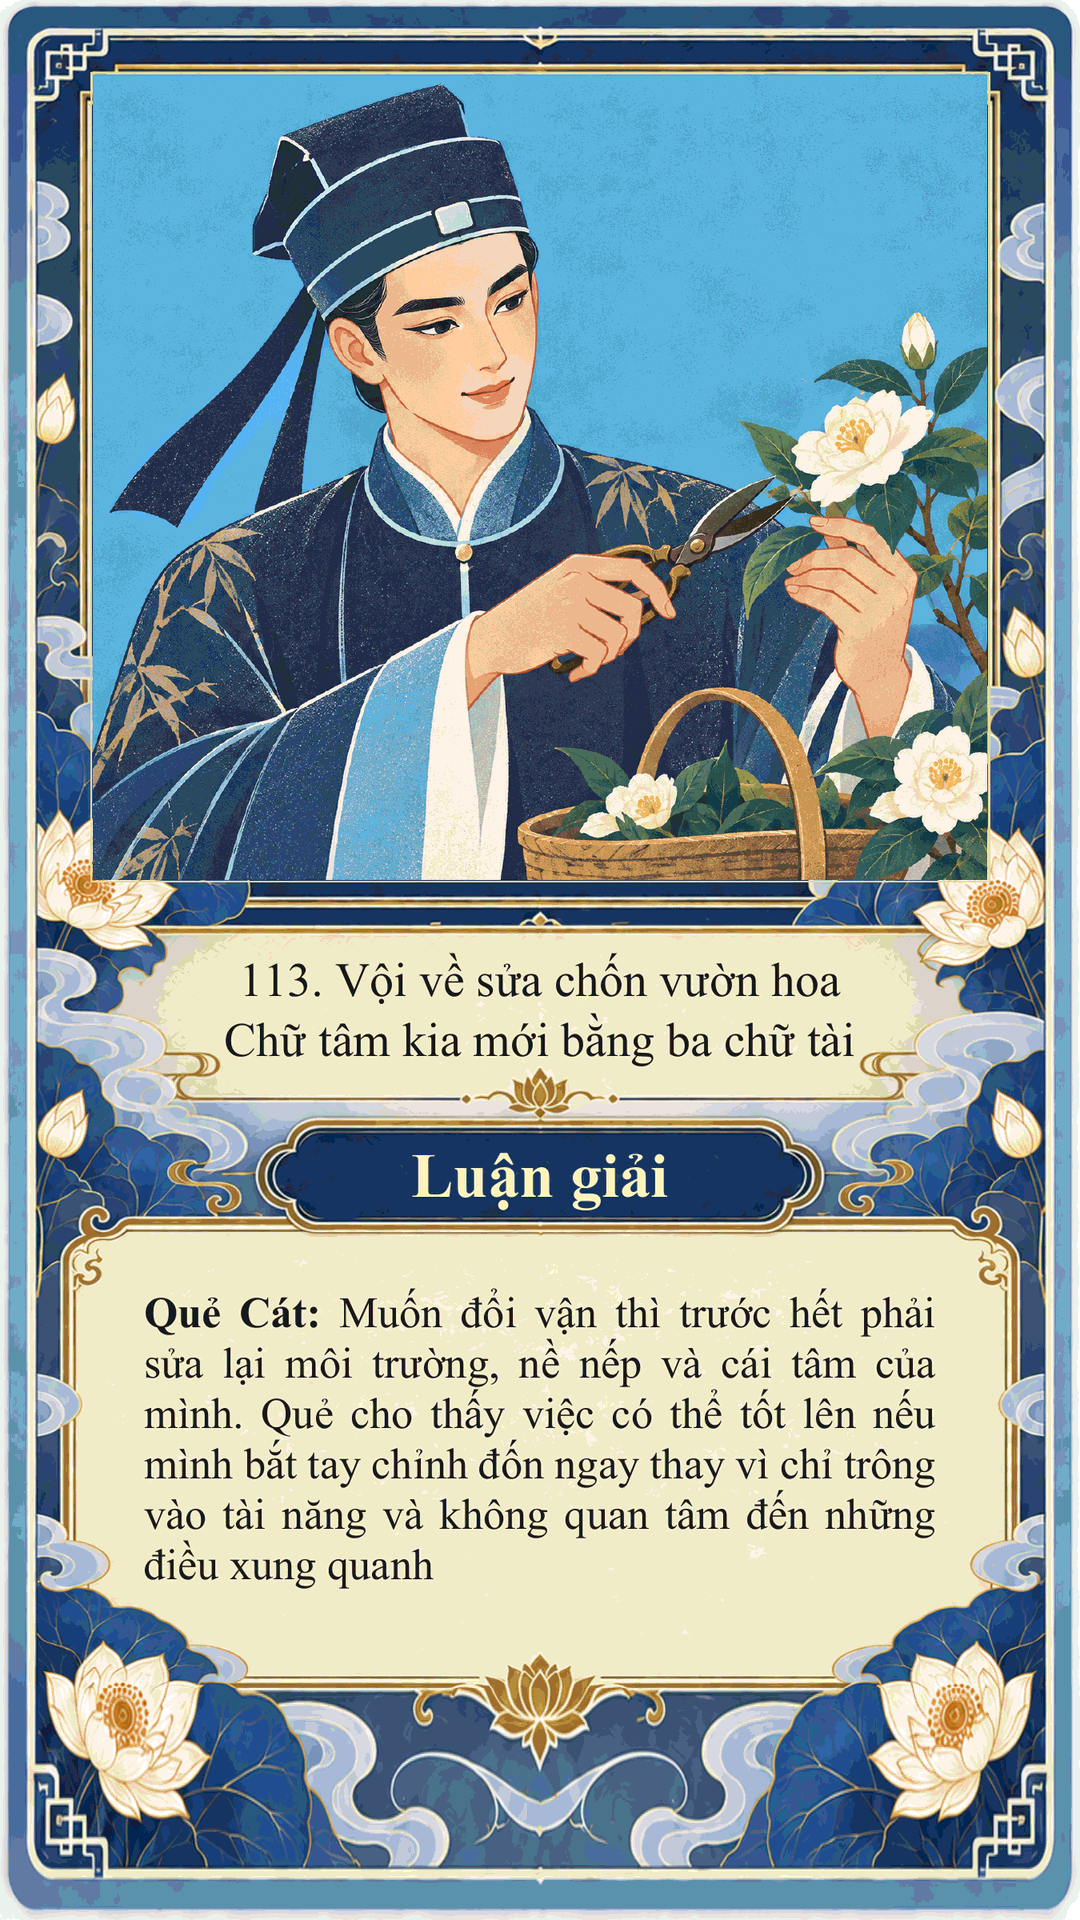 113. Vội về sửa chốn vườn hoa
Chữ tâm kia mới bằng ba chữ tài
Luận giải
Quẻ Cát: Muốn đổi vận thì trước hết phải
sửa lại môi trường, nề nếp và cái tâm của
mình. Quẻ cho thấy việc có thể tốt lên nếu
mình bắt tay chỉnh đốn ngay thay vì chỉ trông
vào tài năng và không quan tâm đến những
điều xung quanh